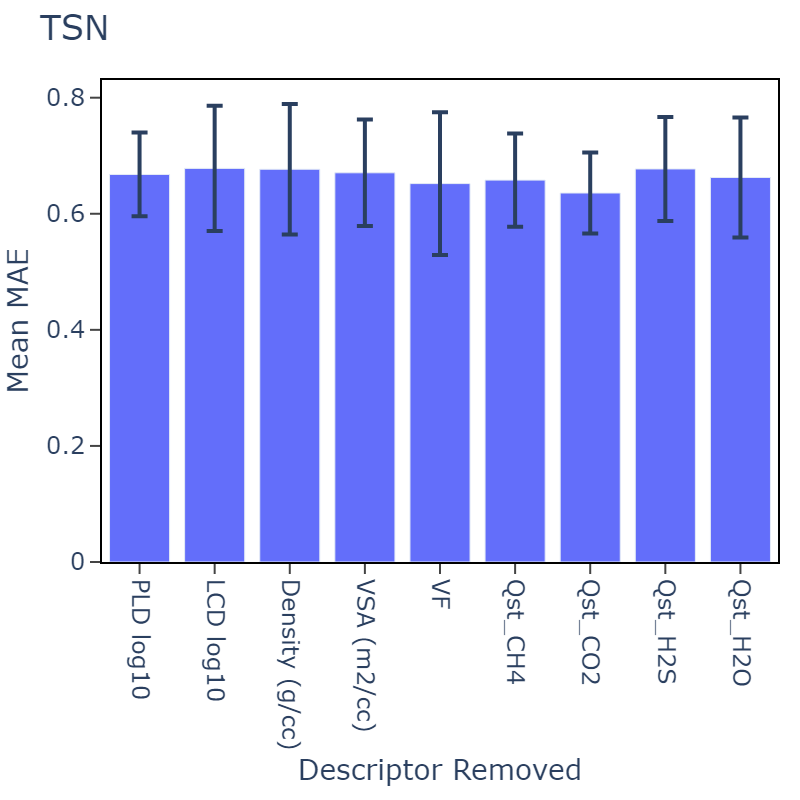 TSN
Mean MAE
0.8
0.6
0.4
0.2
0
PLD log10
LCD log10
Density (g/cc)
VSA (m2/cc)
VF
Qst_CH4
Qst_CO2
Qst_H2S
Qst_H2O
Descriptor Removed